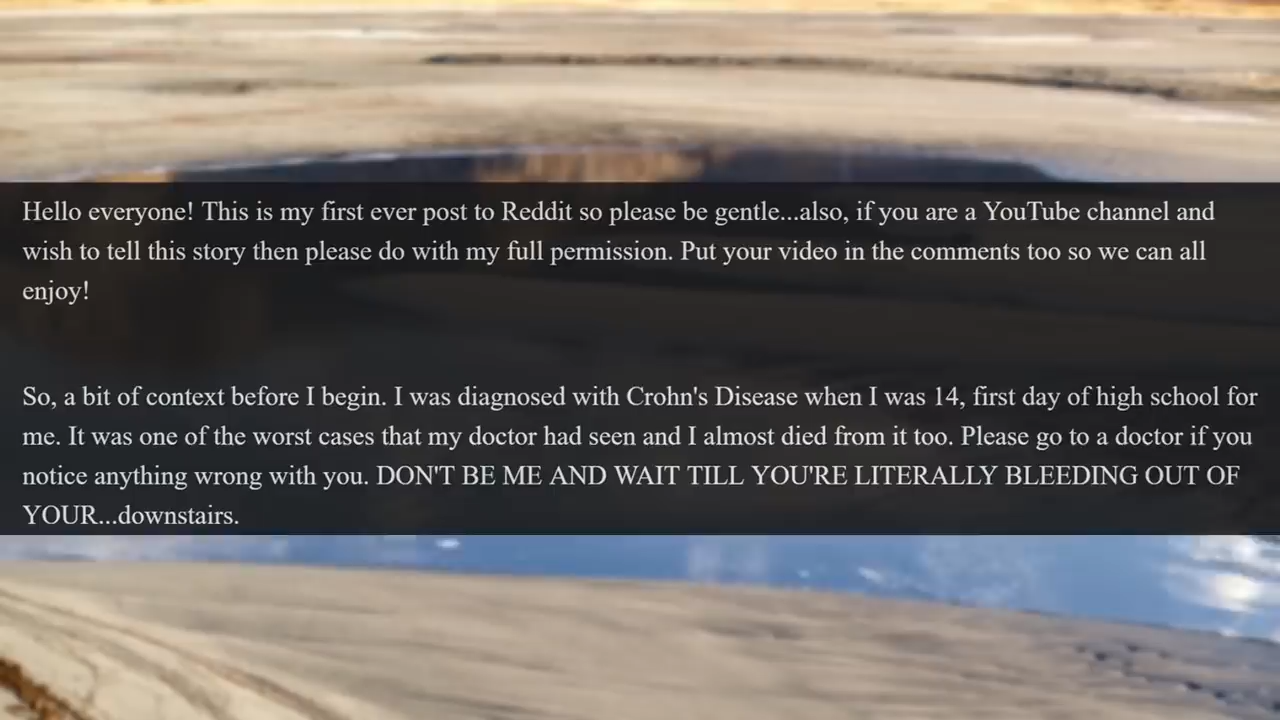 Hello everyone! This is my first ever post to Reddit so please be gentle...also, if you are a YouTube channel and
wish to tell this story then please do with my full permission. Put your video in the comments too so we can all
enjoy!
So, a bit of context before I begin. I was diagnosed with Crohn's Disease when I was 14, first day of high school for
me. It was one of the worst cases that my doctor had seen and I almost died from it too. Please go to a doctor if you
notice anything wrong with you. DON'T BE ME AND WAIT TILL YOU'RE LITERALLY BLEEDING OUT OF
YOUR...downstairs.